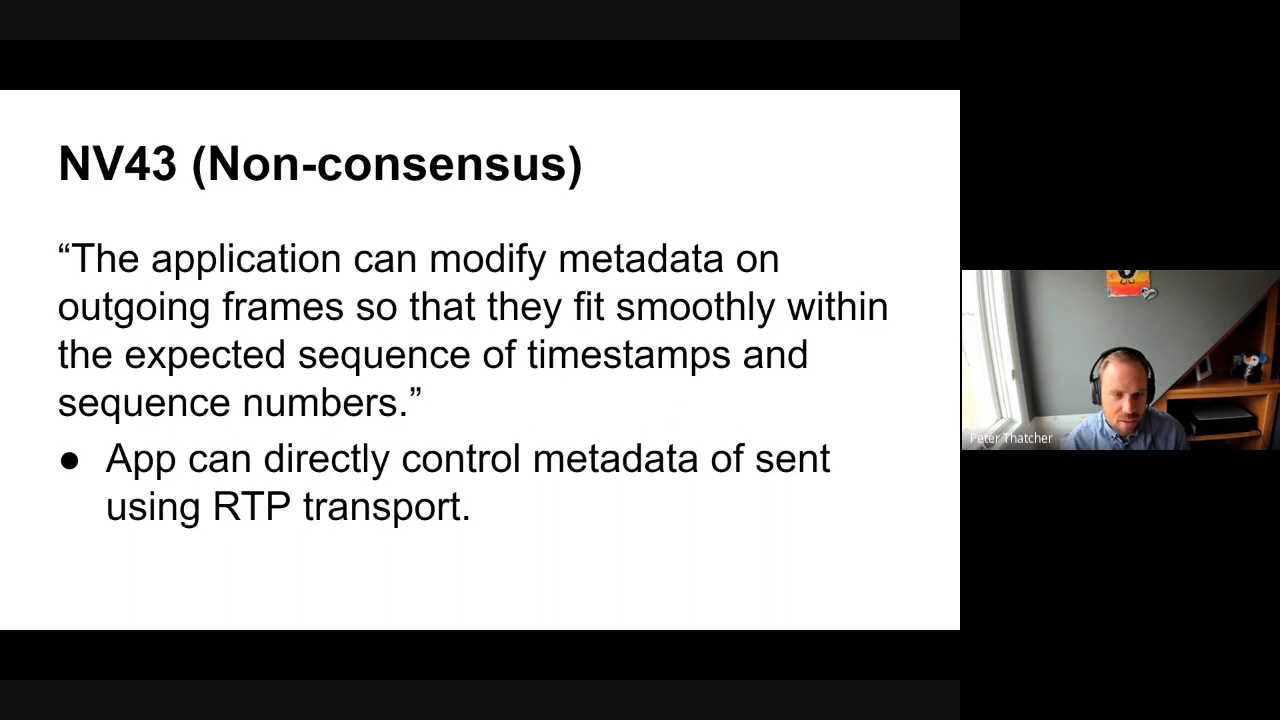 NV43 (Non-consensus)
“The application can modify metadata on
outgoing frames so that they fit smoothly within
the expected sequence of timestamps and
sequence numbers.”
● App can directly control metadata of sent
using RTP transport.
Peter Thatcher